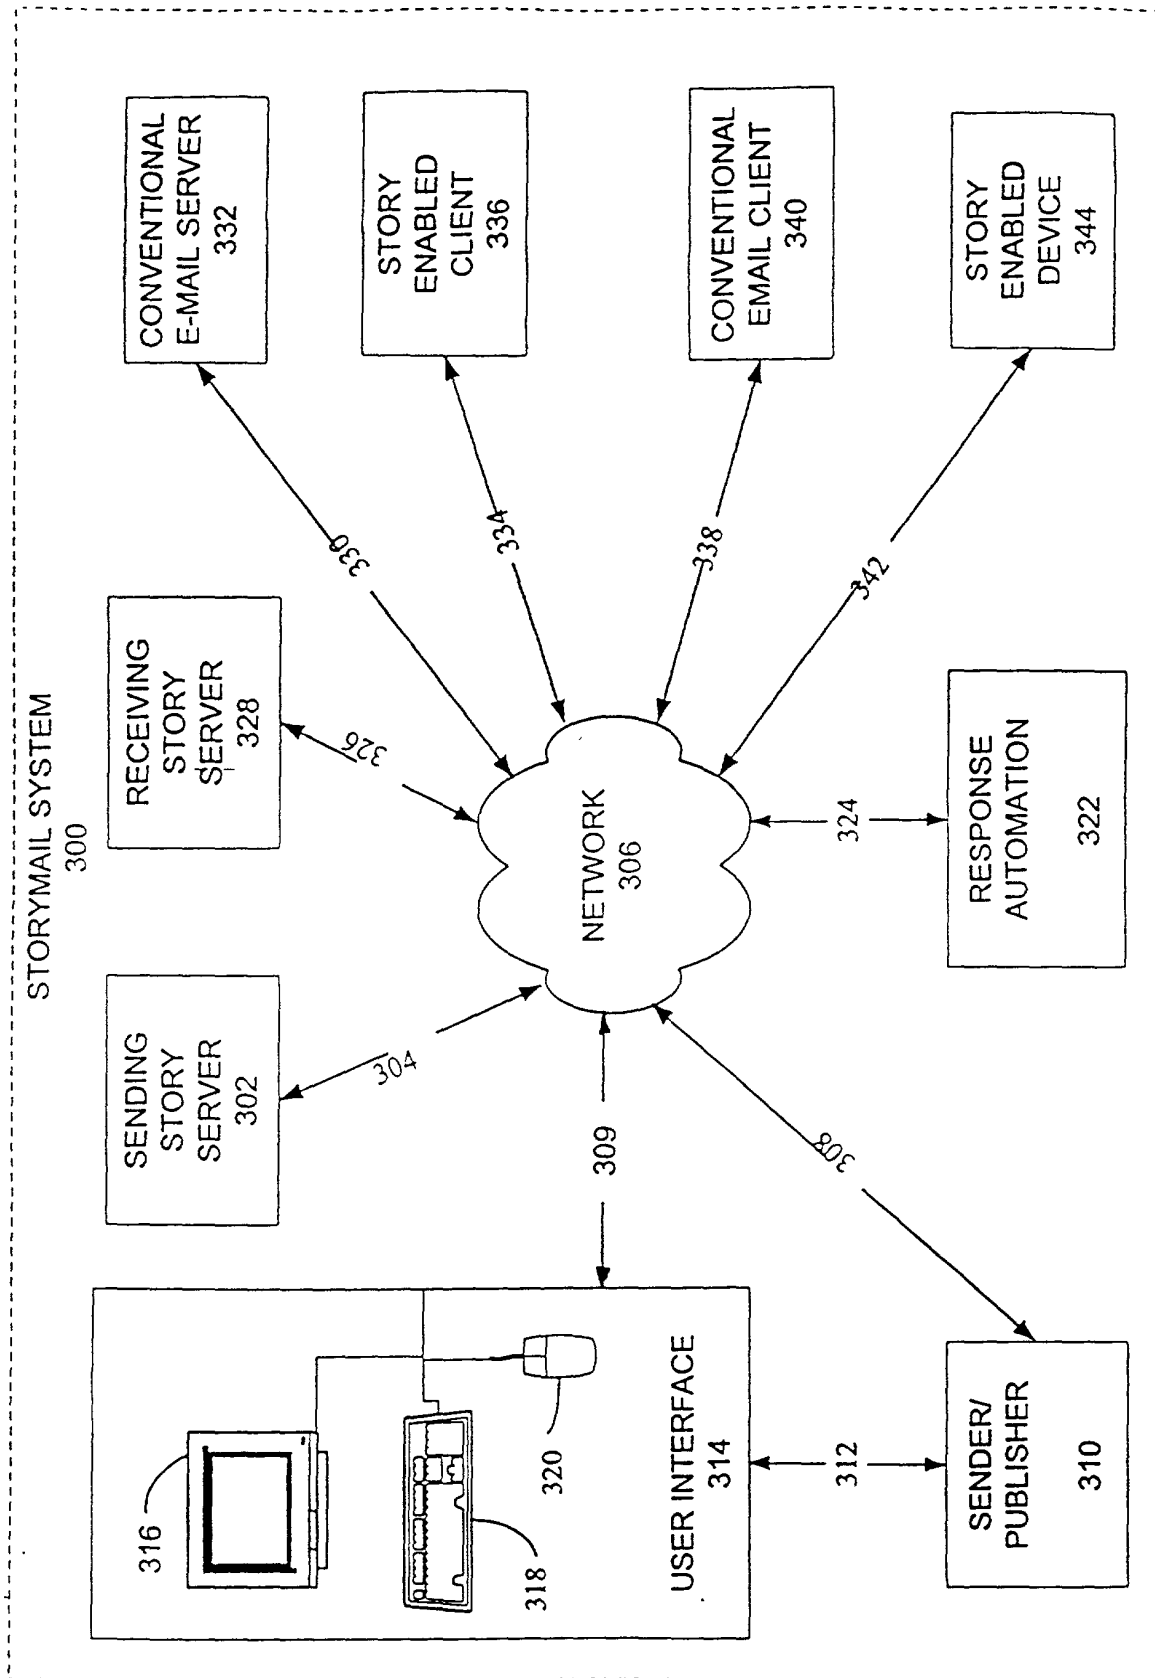 STORYMAIL SYSTEM
300
SENDING
STORY
SERVER
302
RECEIVING
STORY
SERVER
328
CONVENTIONAL
E-MAIL SERVER
332
STORY
ENABLED
CLIENT
336
CONVENTIONAL
EMAIL CLIENT
340
STORY
ENABLED
DEVICE
344
304
326
330
334
338
342
NETWORK
306
309
308
324
RESPONSE
AUTOMATION
322
316
318
320
USER INTERFACE
314
312
SENDER/
PUBLISHER
310